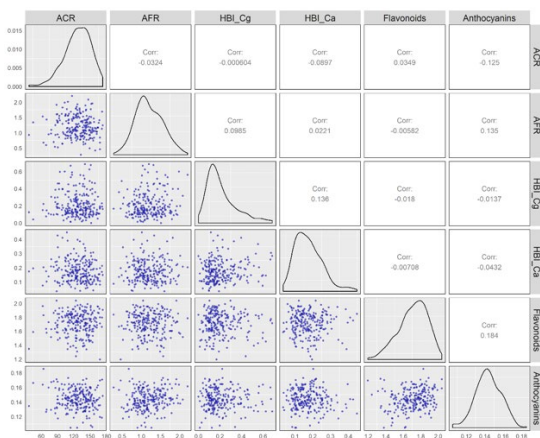 ACR AFR HBI_Cg HBI_Ca Flavonoids Anthocyanins
0.015
0.010
0.005
0.000
Corr:
-0.0324
Corr:
-0.000604
Corr:
-0.0897
Corr:
0.0349
Corr:
-0.125
ACR
2.0
1.5
1.0
0.5
Corr:
0.0985
Corr:
0.0221
Corr:
-0.00582
Corr:
0.135
AFR
0.6
0.4
0.2
0.0
Corr:
0.136
Corr:
-0.018
Corr:
-0.0137
HBI_Cg
0.4
0.3
0.2
0.1
Corr:
-0.00708
Corr:
-0.0432
HBI_Ca
2.0
1.8
1.6
1.4
1.2
Corr:
0.184
Flavonoids
0.18
0.16
0.14
0.12
Anthocyanins
60 90 120 150 180 0.5 1.0 1.5 2.0 0.0 0.2 0.4 0.6 0.1 0.2 0.3 0.4 1.2 1.4 1.6 1.8 2.0 0.12 0.14 0.16 0.18